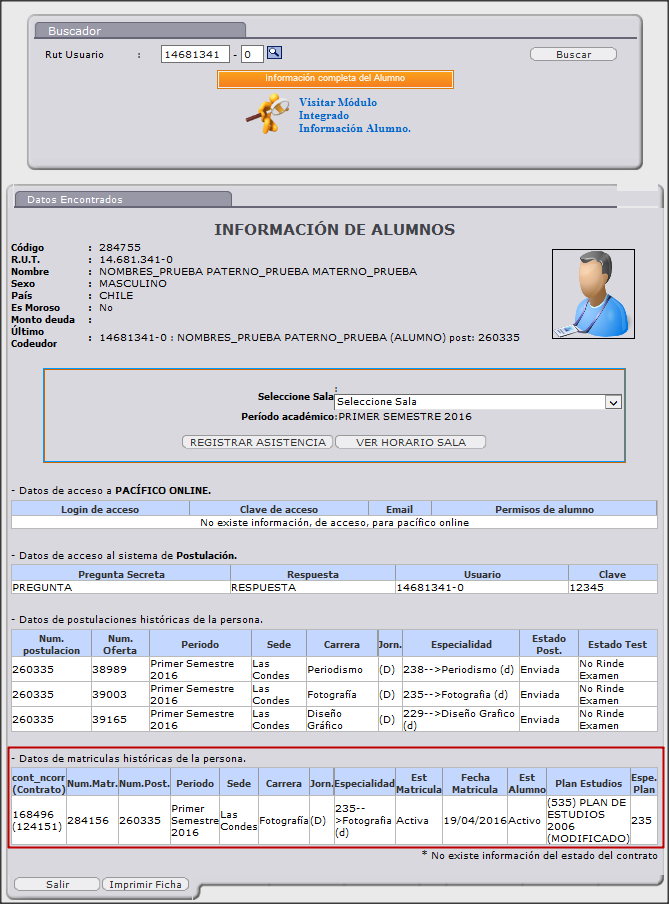 Buscador
Rut Usuario : 14681341 - 0 Buscar
Información completa del Alumno
Visitar Módulo
Integrado
Información Alumno.
Datos Encontrados
INFORMACIÓN DE ALUMNOS
Código : 284755
R.U.T. : 14.681.341-0
Nombre : NOMBRES_PRUEBA PATERNO_PRUEBA MATERNO_PRUEBA
Sexo : MASCULINO
País : CHILE
Es Moroso : No
Monto deuda :
Último
Codeudor : 14681341-0 : NOMBRES_PRUEBA PATERNO_PRUEBA (ALUMNO) post: 260335
Seleccione Sala : Seleccione Sala
Período académico:PRIMER SEMESTRE 2016
REGISTRAR ASISTENCIA VER HORARIO SALA
- Datos de acceso a PACÍFICO ONLINE.
Login de acceso Clave de acceso Email Permisos de alumno
No existe información, de acceso, para pacífico online
- Datos de acceso al sistema de Postulación.
Pregunta Secreta Respuesta Usuario Clave
PREGUNTA RESPUESTA 14681341-0 12345
- Datos de postulaciones históricas de la persona.
Num. postulacion Num. Oferta Periodo Sede Carrera Jorn. Especialidad Estado Post. Estado Test
260335 38989 Primer Semestre 2016 Las Condes Periodismo (D) 238-->Periodismo (d) Enviada No Rinde Examen
260335 39003 Primer Semestre 2016 Las Condes Fotografía (D) 235-->Fotografia (d) Enviada No Rinde Examen
260335 39165 Primer Semestre 2016 Las Condes Diseño Gráfico (D) 229-->Diseño Grafico (d) Enviada No Rinde Examen
- Datos de matriculas históricas de la persona.
cont_ncorr (Contrato) Num.Matr. Num.Post. Periodo Sede Carrera Jorn. Especialidad Est Matricula Fecha Matricula Est Alumno Plan Estudios Espe. Plan
168496 (124151) 284156 260335 Primer Semestre 2016 Las Condes Fotografía (D) 235-->Fotografia (d) Activa 19/04/2016 Activo (535) PLAN DE ESTUDIOS 2006 (MODIFICADO) 235
* No existe información del estado del contrato
Salir Imprimir Ficha